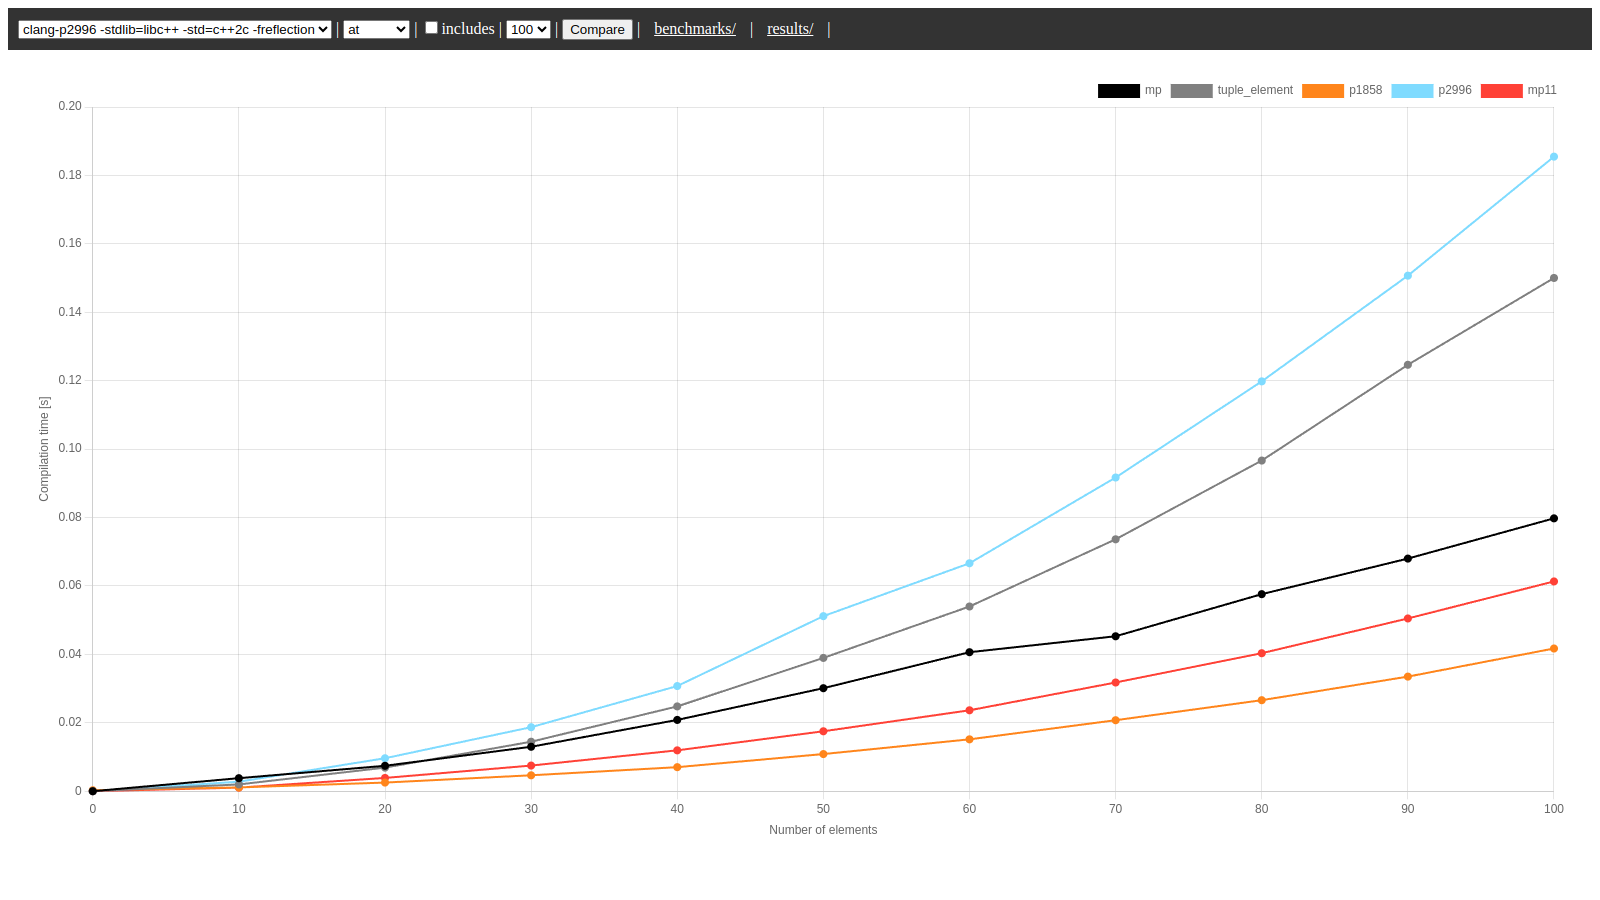 clang-p2996 -stdlib=libc++ -std=c++2c -freflection | at | includes | 100 Compare | benchmarks/ | results/ |
mp tuple_element p1858 p2996 mp11
0.20
0.18
0.16
0.14
0.12
0.10
0.08
0.06
0.04
0.02
0
Compilation time [s]
0 10 20 30 40 50 60 70 80 90 100
Number of elements